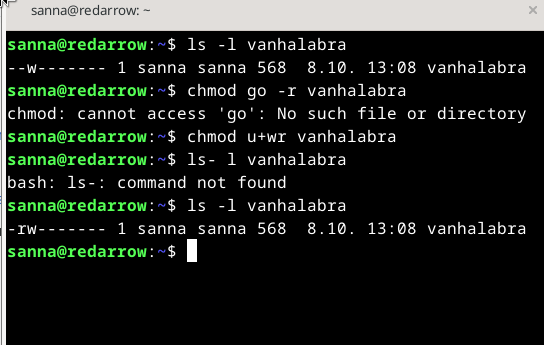 sanna@redarrow: ~
sanna@redarrow:~$ ls -l vanhalabra
--w------- 1 sanna sanna 568  8.10. 13:08 vanhalabra
sanna@redarrow:~$ chmod go -r vanhalabra
chmod: cannot access 'go': No such file or directory
sanna@redarrow:~$ chmod u+wr vanhalabra
sanna@redarrow:~$ ls- l vanhalabra
bash: ls-: command not found
sanna@redarrow:~$ ls -l vanhalabra
-rw------- 1 sanna sanna 568  8.10. 13:08 vanhalabra
sanna@redarrow:~$